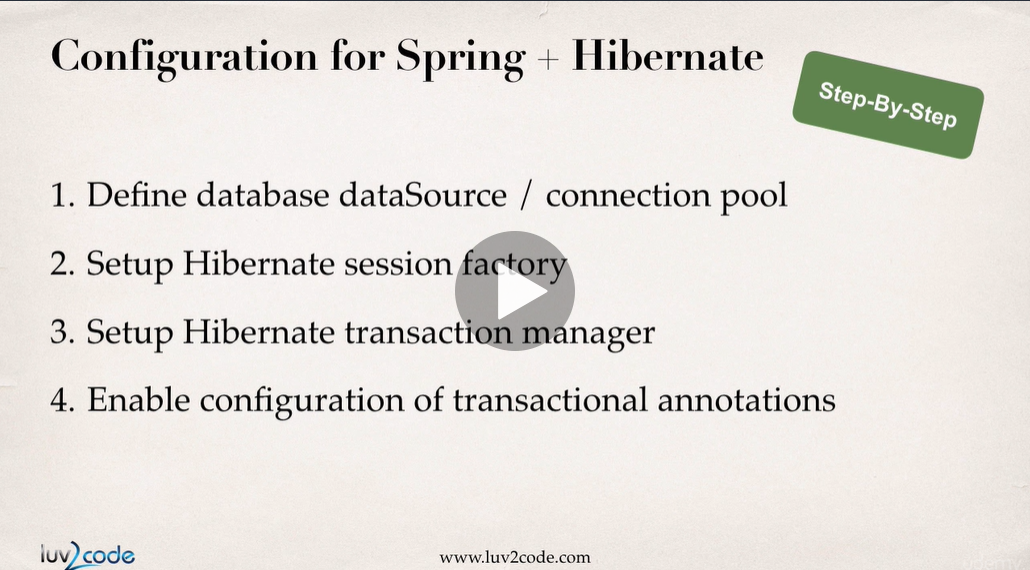 Configuration for Spring + Hibernate
Step-By-Step
1. Define database dataSource / connection pool
2. Setup Hibernate session factory
3. Setup Hibernate transaction manager
4. Enable configuration of transactional annotations
luv2code
www.luv2code.com
udemy